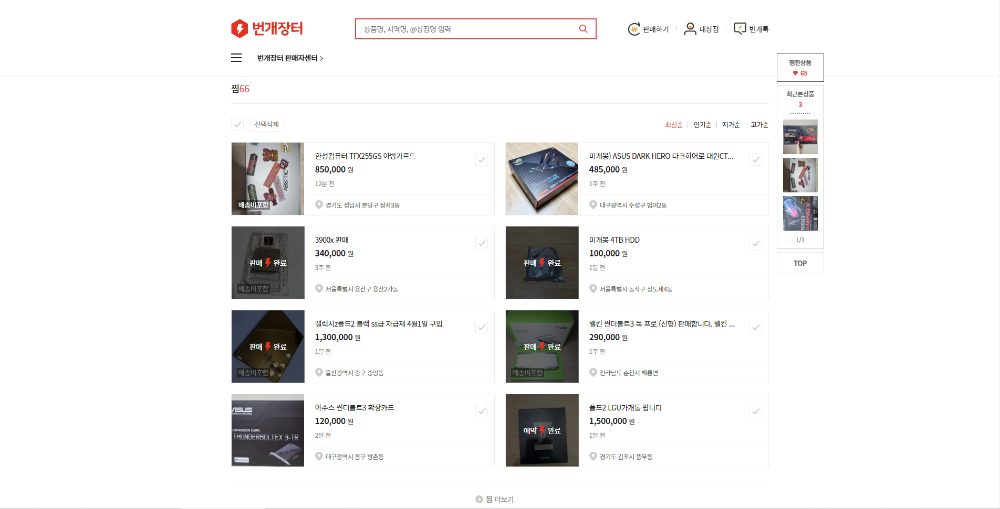 번개장터
상품명, 지역명, @상점명 입력
판매하기
내상점
번개톡
번개장터 판매자센터
찜한상품
65
찜66
최근본상품
3
선택삭제
최신순
인기순
저가순
고가순
한성컴퓨터 TFX255GS 아방가르드
850,000 원
12분 전
배송비포함
경기도 성남시 분당구 정자3동
미개봉) ASUS DARK HERO 다크히어로 대원CT...
485,000 원
1주 전
대구광역시 수성구 범어2동
1/1
TOP
3900x 판매
340,000 원
3주 전
판매 완료
배송비포함
서울특별시 용산구 용산2가동
미개봉 4TB HDD
100,000 원
1달 전
판매 완료
서울특별시 동작구 상도제4동
갤럭시z폴드2 블랙 ss급 자급제 4월1일 구입
1,300,000 원
1달 전
판매 완료
배송비포함
울산광역시 중구 중앙동
벨킨 썬더볼트3 독 프로 (신형) 판매합니다. 벨킨 ...
290,000 원
1주 전
판매 완료
배송비포함
전라남도 순천시 해룡면
아수스 썬더볼트3 확장카드
120,000 원
2달 전
ASUS
EXPANSION CARD
THUNDERBOLTEX 3-TR
대구광역시 동구 방촌동
폴드2 LGU가개통 팝니다
1,500,000 원
1달 전
예약 완료
경기도 김포시 풍무동
찜 더보기